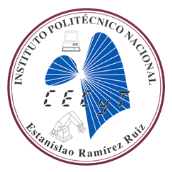 INSTITUTO POLITÉCNICO NACIONAL
CECyT
Estanislao Ramírez Ruiz